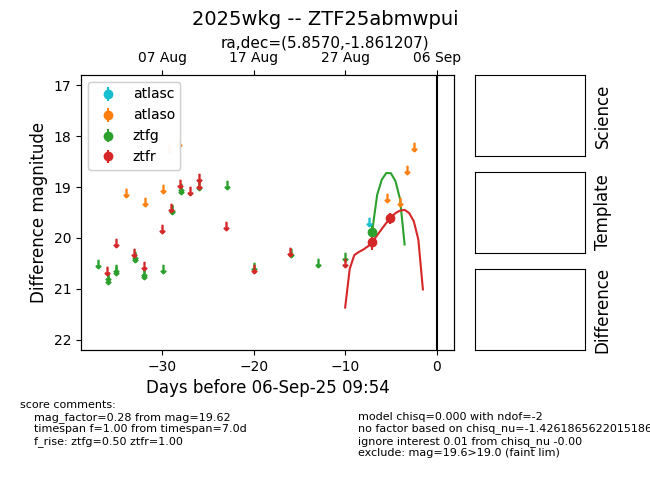 2025wkg -- ZTF25abmwpui
ra,dec=(5.8570,-1.861207)
07 Aug 17 Aug 27 Aug 06 Sep
17
18
19
20
21
22
Difference magnitude
atlasc
atlaso
ztfg
ztfr
−30 −20 −10 0
Days before 06-Sep-25 09:54
Science
Template
Difference
score comments:
mag_factor=0.28 from mag=19.62
timespan f=1.00 from timespan=7.0d
f_rise: ztfg=0.50 ztfr=1.00
model chisq=0.000 with ndof=-2
no factor based on chisq_nu=-1.4261865622015186
ignore interest 0.01 from chisq_nu -0.00
exclude: mag=19.6>19.0 (faint lim)